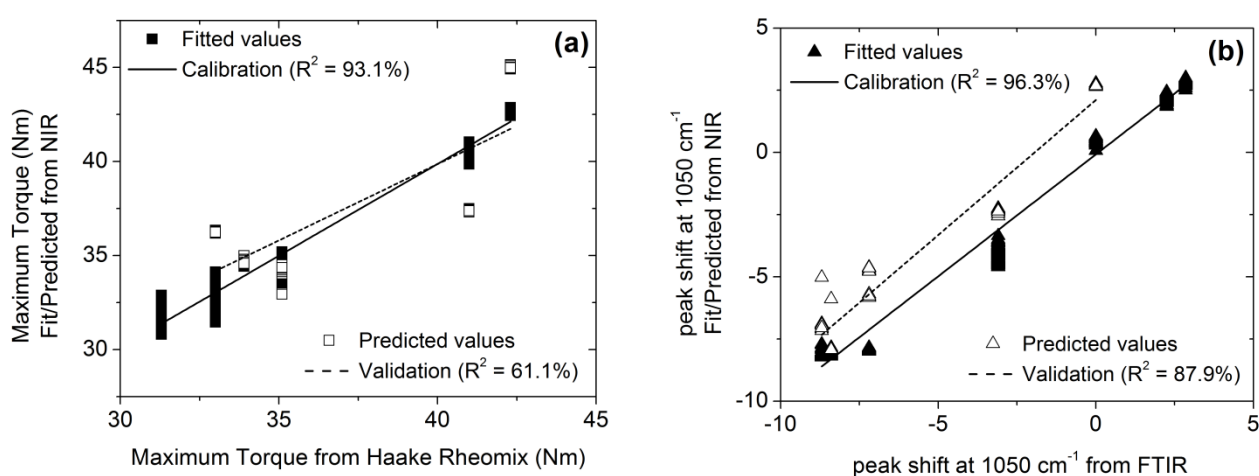 Maximum Torque (Nm)
Fit/Predicted from NIR
45
40
35
30
(a)
■ Fitted values
Calibration (R² = 93.1%)
□ Predicted values
Validation (R² = 61.1%)
30 35 40 45
Maximum Torque from Haake Rheomix (Nm)
peak shift at 1050 cm⁻¹
Fit/Predicted from NIR
5
0
-5
-10
(b)
▲ Fitted values
Calibration (R² = 96.3%)
△ Predicted values
Validation (R² = 87.9%)
-10 -5 0 5
peak shift at 1050 cm⁻¹ from FTIR